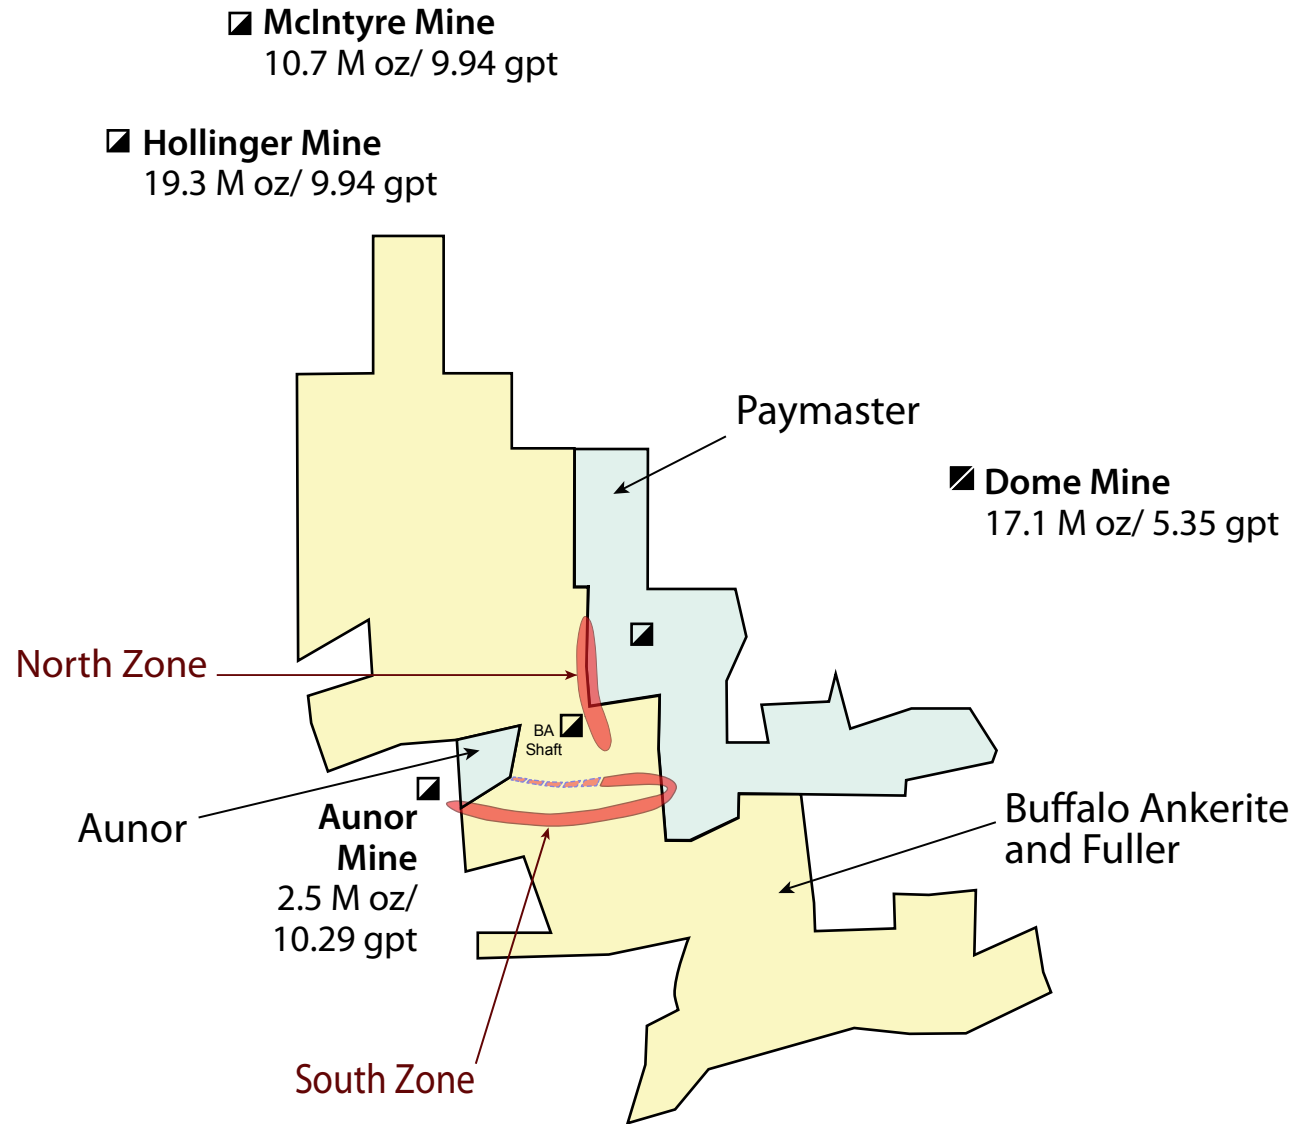 McIntyre Mine
10.7 M oz/ 9.94 gpt
Hollinger Mine
19.3 M oz/ 9.94 gpt
Paymaster
Dome Mine
17.1 M oz/ 5.35 gpt
North Zone
BA
Shaft
Aunor
Aunor
Mine
2.5 M oz/
10.29 gpt
Buffalo Ankerite
and Fuller
South Zone